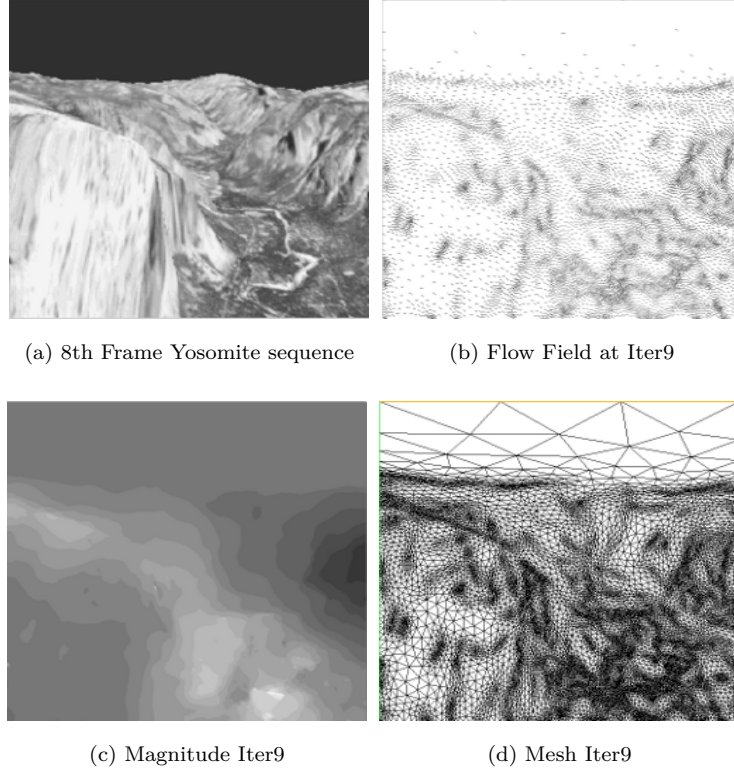 (a) 8th Frame Yosomite sequence
(b) Flow Field at Iter9
(c) Magnitude Iter9
(d) Mesh Iter9